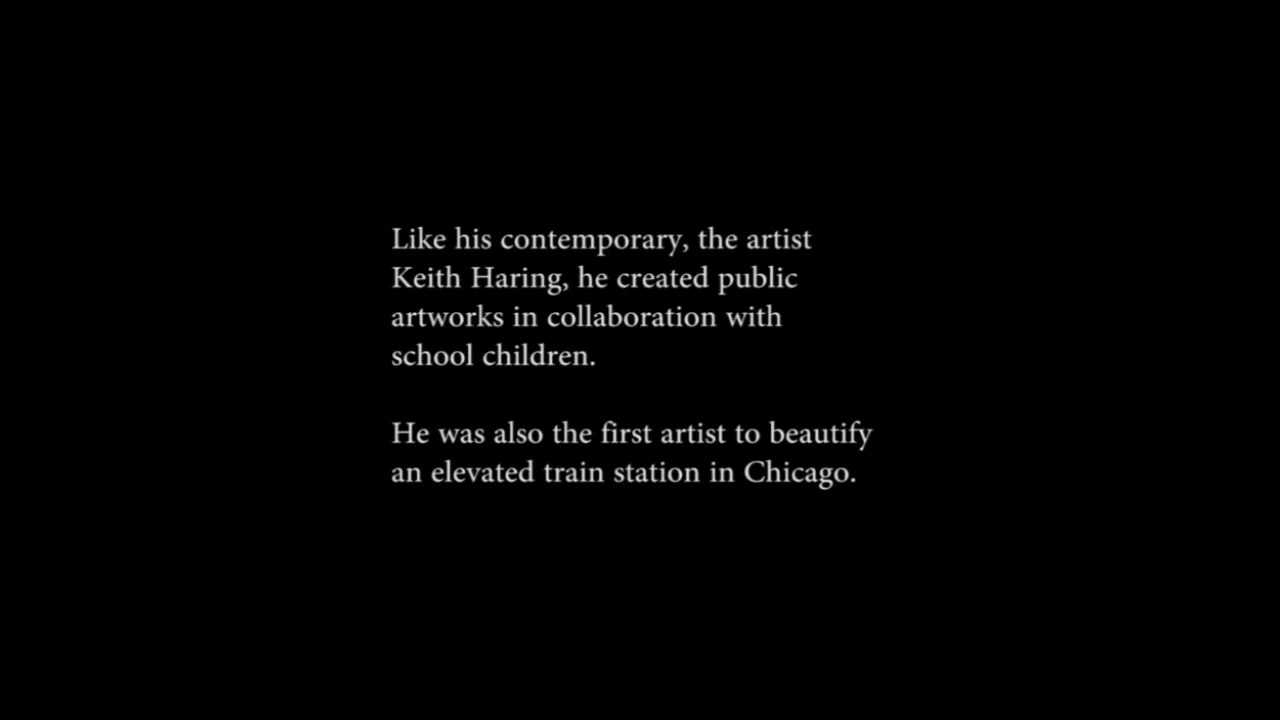 Like his contemporary, the artist
Keith Haring, he created public
artworks in collaboration with
school children.
He was also the first artist to beautify
an elevated train station in Chicago.